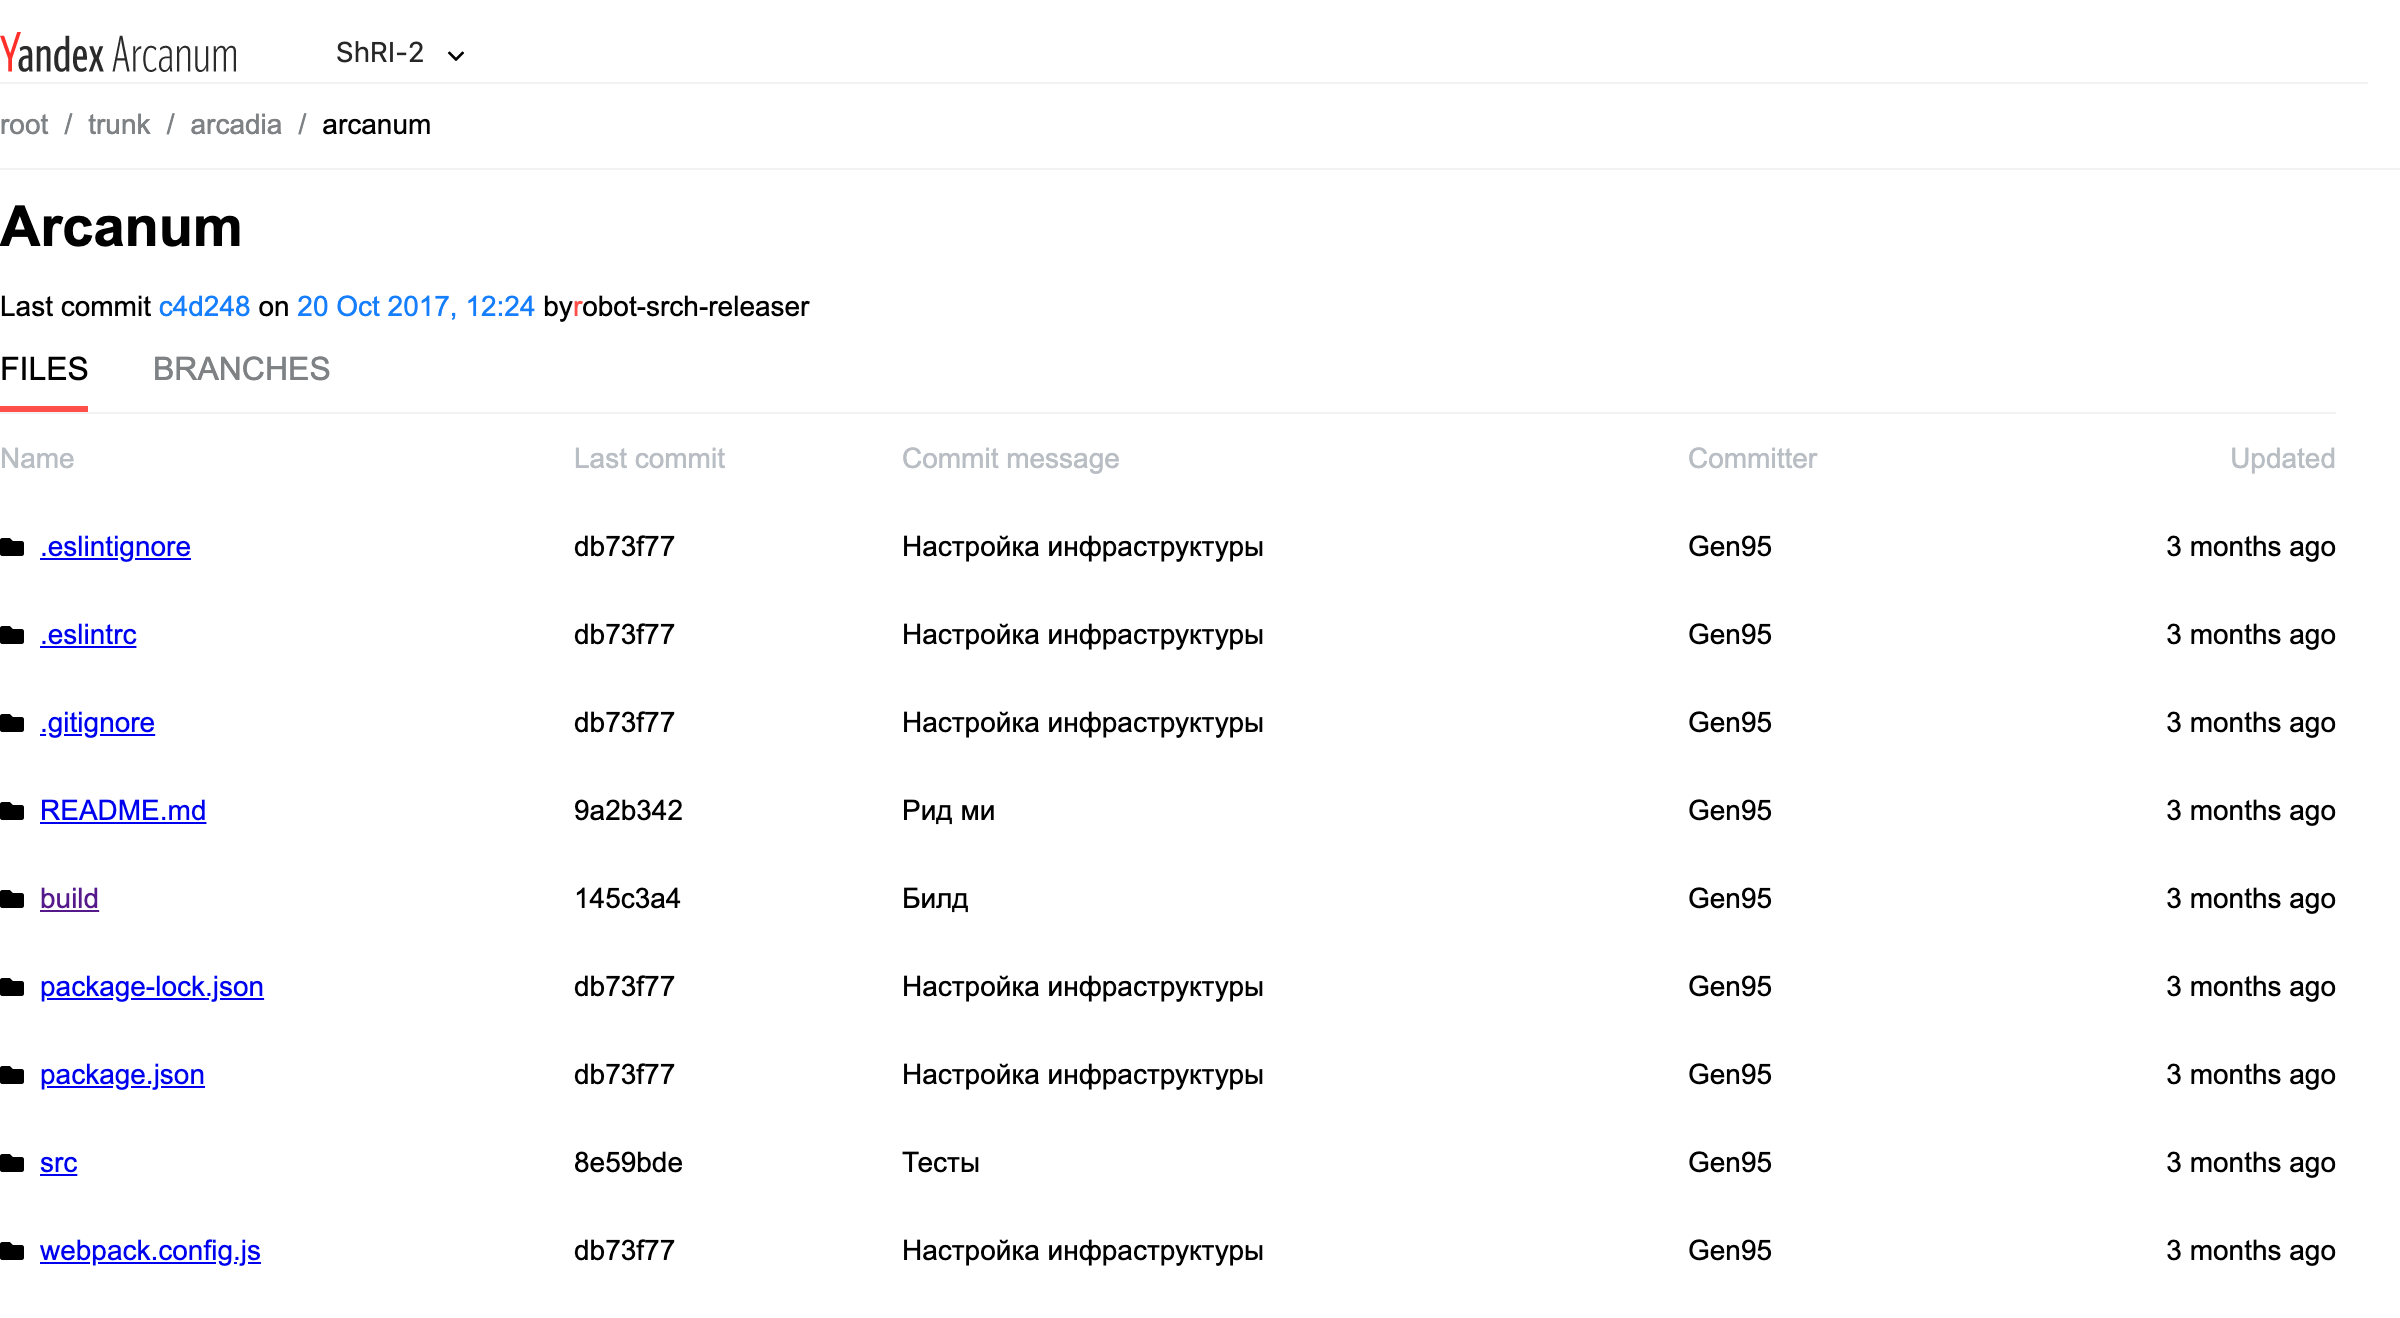 Yandex Arcanum ShRI-2
root / trunk / arcadia / arcanum
Arcanum
Last commit c4d248 on 20 Oct 2017, 12:24 byrobot-srch-releaser
FILES BRANCHES
Name Last commit Commit message Committer Updated
.eslintignore db73f77 Настройка инфраструктуры Gen95 3 months ago
.eslintrc db73f77 Настройка инфраструктуры Gen95 3 months ago
.gitignore db73f77 Настройка инфраструктуры Gen95 3 months ago
README.md 9a2b342 Рид ми Gen95 3 months ago
build 145c3a4 Билд Gen95 3 months ago
package-lock.json db73f77 Настройка инфраструктуры Gen95 3 months ago
package.json db73f77 Настройка инфраструктуры Gen95 3 months ago
src 8e59bde Тесты Gen95 3 months ago
webpack.config.js db73f77 Настройка инфраструктуры Gen95 3 months ago